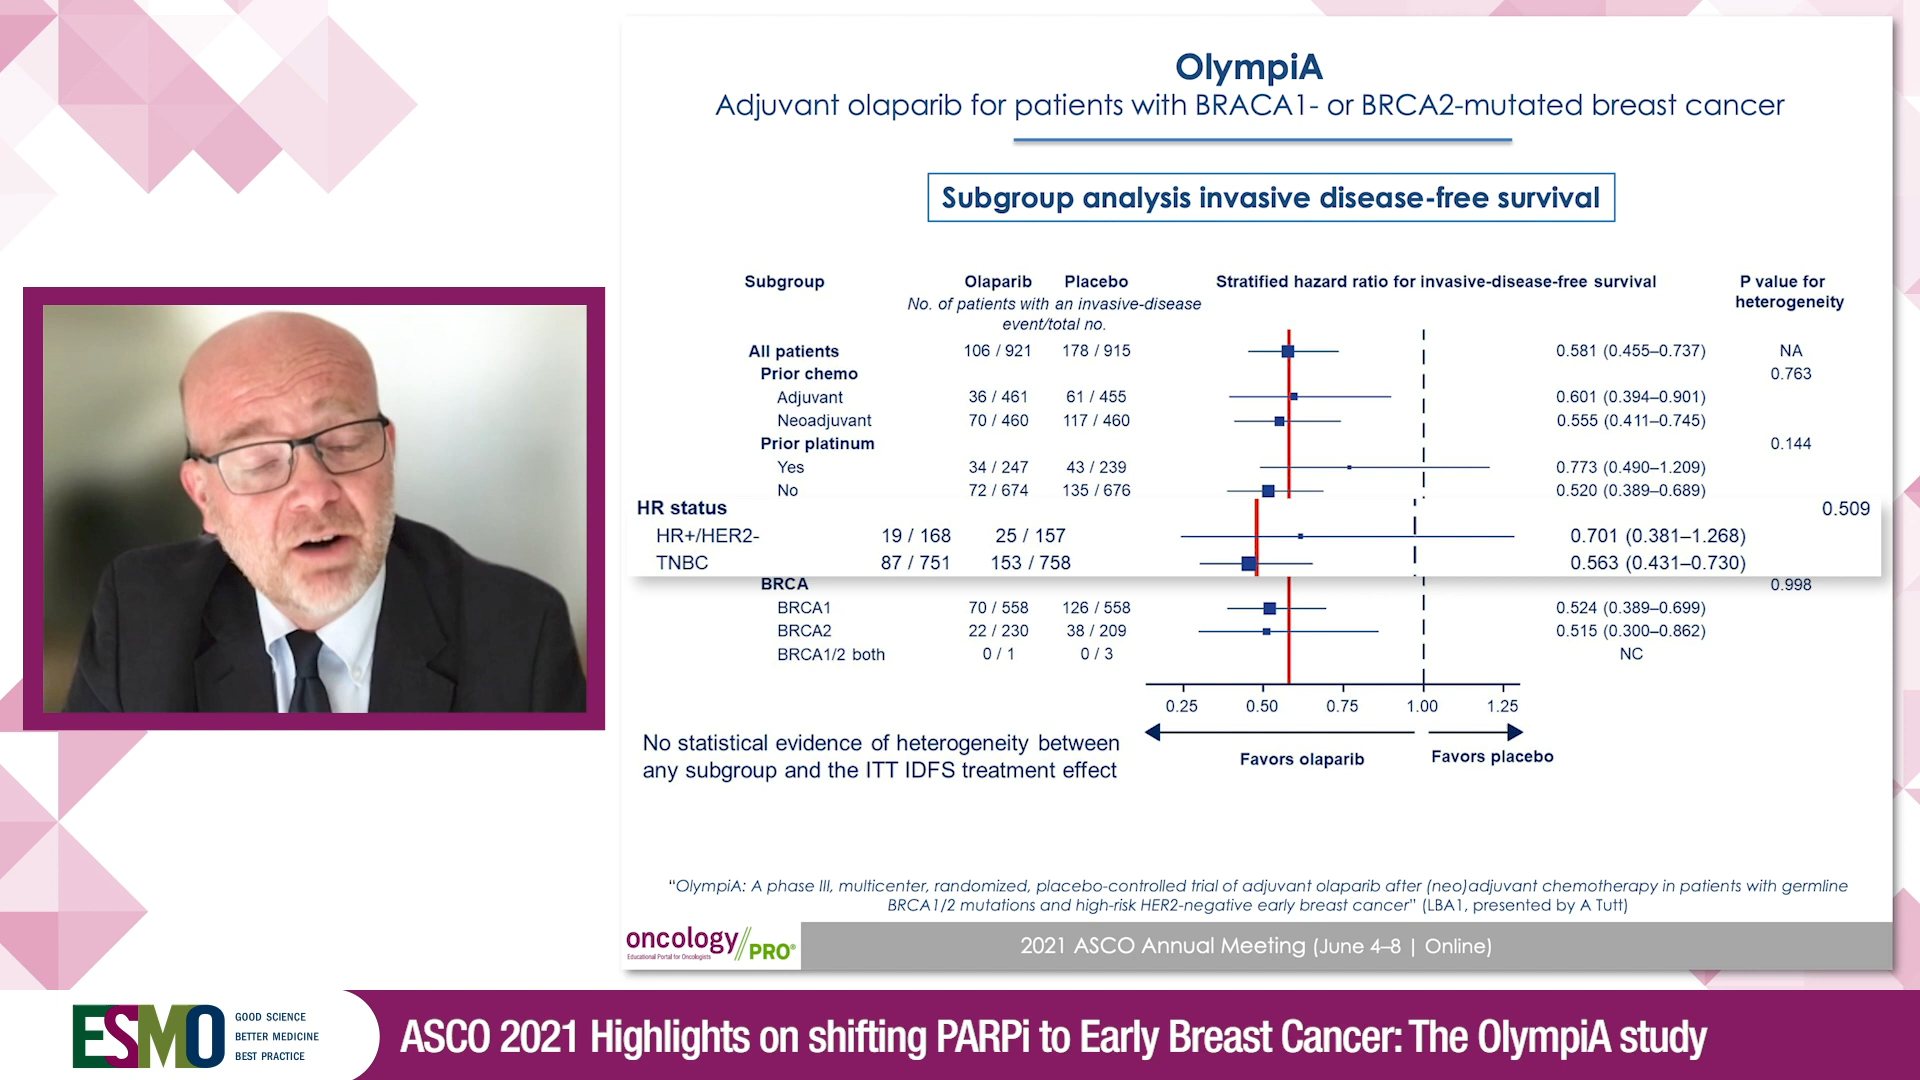 OlympiA
Adjuvant olaparib for patients with BRACA1- or BRCA2-mutated breast cancer
Subgroup analysis invasive disease-free survival
Subgroup Olaparib Placebo Stratified hazard ratio for invasive-disease-free survival P value for
heterogeneity
No. of patients with an invasive-disease
event/total no.
All patients 106 / 921 178 / 915 0.581 (0.455–0.737) NA
Prior chemo 0.763
Adjuvant 36 / 461 61 / 455 0.601 (0.394–0.901)
Neoadjuvant 70 / 460 117 / 460 0.555 (0.411–0.745)
Prior platinum 0.144
Yes 34 / 247 43 / 239 0.773 (0.490–1.209)
No 72 / 674 135 / 676 0.520 (0.389–0.689)
HR status 0.509
HR+/HER2- 19 / 168 25 / 157 0.701 (0.381–1.268)
TNBC 87 / 751 153 / 758 0.563 (0.431–0.730)
BRCA 0.998
BRCA1 70 / 558 126 / 558 0.524 (0.389–0.699)
BRCA2 22 / 230 38 / 209 0.515 (0.300–0.862)
BRCA1/2 both 0 / 1 0 / 3 NC
0.25 0.50 0.75 1.00 1.25
Favors olaparib Favors placebo
No statistical evidence of heterogeneity between
any subgroup and the ITT IDFS treatment effect
“OlympiA: A phase III, multicenter, randomized, placebo-controlled trial of adjuvant olaparib after (neo)adjuvant chemotherapy in patients with germline
BRCA1/2 mutations and high-risk HER2-negative early breast cancer” (LBA1, presented by A Tutt)
oncology PRO®
Educational Portal for Oncologists
2021 ASCO Annual Meeting (June 4–8 | Online)
ESMO
GOOD SCIENCE
BETTER MEDICINE
BEST PRACTICE
ASCO 2021 Highlights on shifting PARPi to Early Breast Cancer: The OlympiA study